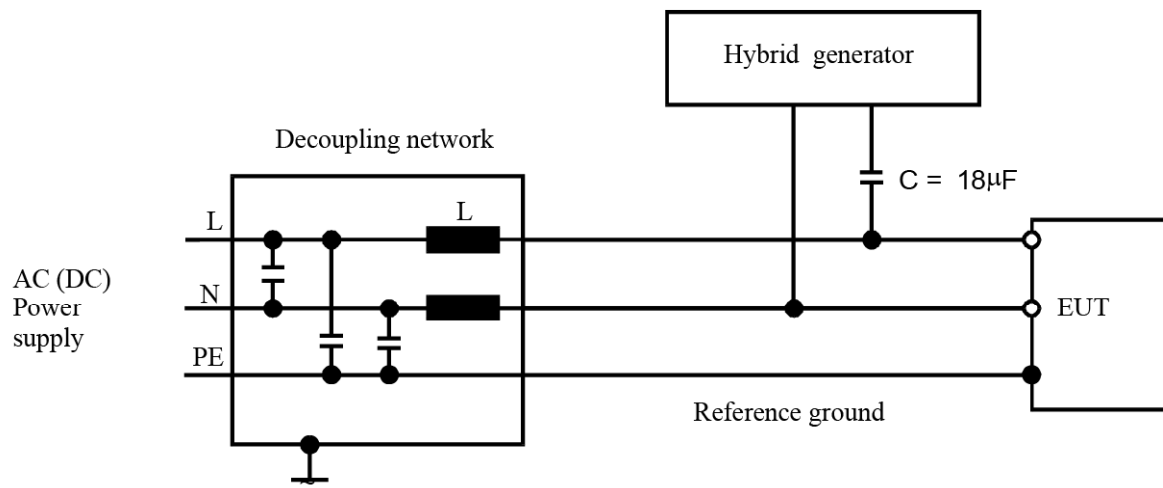 Hybrid generator
Decoupling network
C = 18μF
L
L
AC (DC)
Power
supply
N
EUT
PE
Reference ground